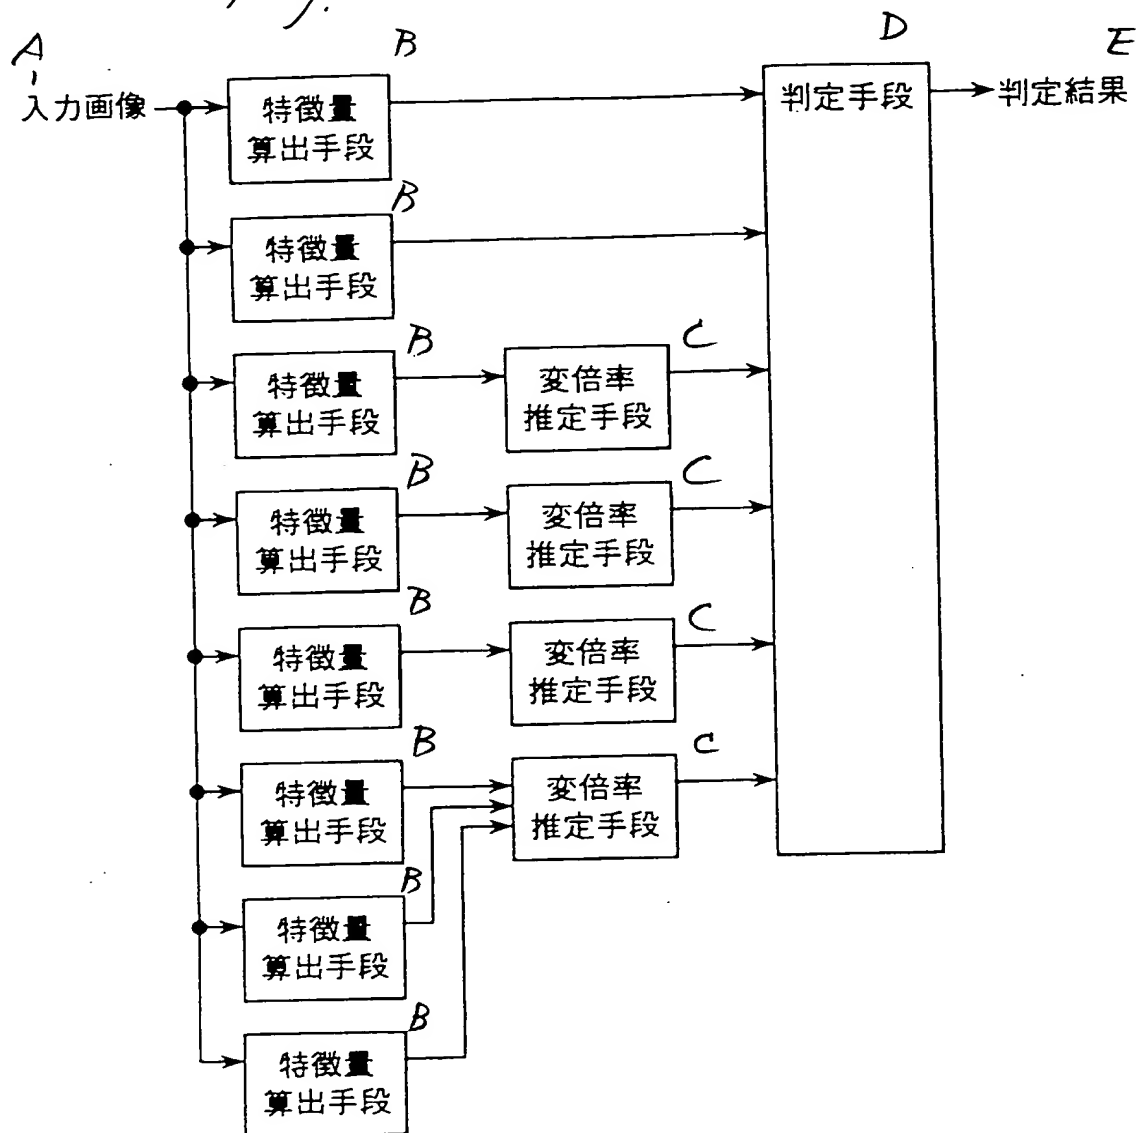 A
B
D
E
入力画像
特徴量
算出手段
判定手段
判定結果
B
特徴量
算出手段
B
特徴量
算出手段
変倍率
推定手段
C
B
特徴量
算出手段
変倍率
推定手段
C
B
特徴量
算出手段
変倍率
推定手段
C
B
特徴量
算出手段
変倍率
推定手段
C
B
特徴量
算出手段
B
特徴量
算出手段